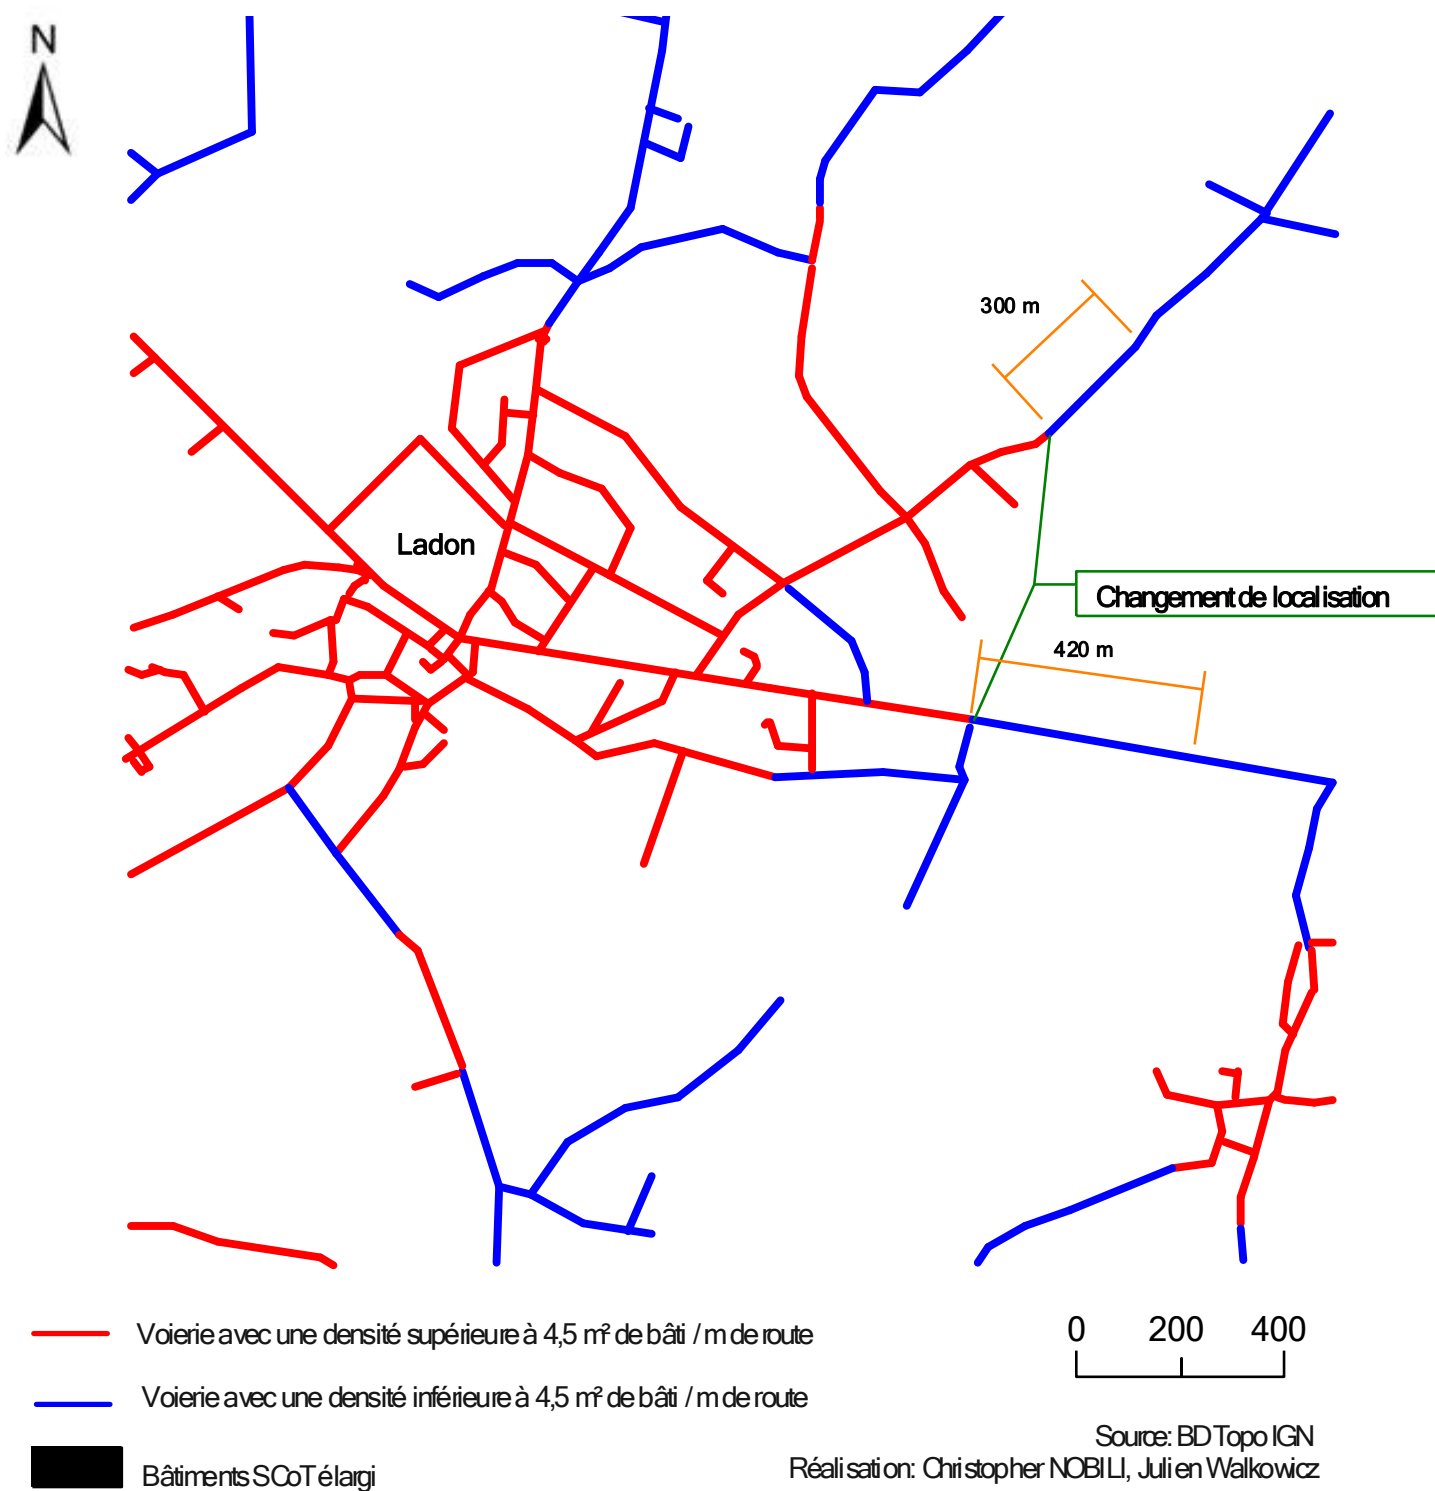 N
300 m
Ladon
Changement de localisation
420 m
Voierie avec une densité supérieure à 4,5 m² de bâti / m de route
0 200 400
Voierie avec une densité inférieure à 4,5 m² de bâti / m de route
Source: BD Topo IGN
Bâtiments SCoT élargi
Réalisation: Christopher NOBILI, Julien Walkowicz